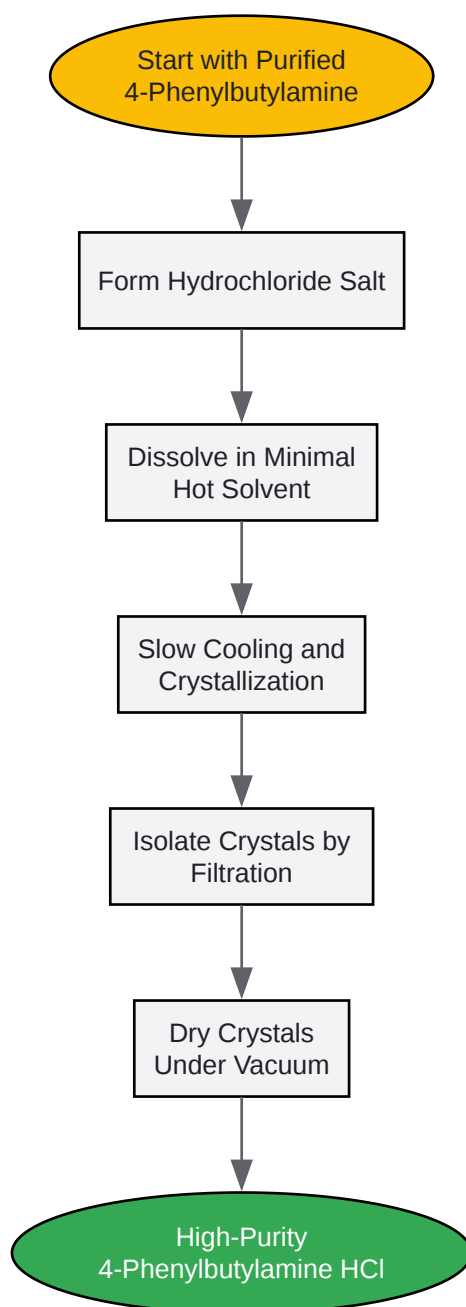 Start with Purified
4-Phenylbutylamine
Form Hydrochloride Salt
Dissolve in Minimal
Hot Solvent
Slow Cooling and
Crystallization
Isolate Crystals by
Filtration
Dry Crystals
Under Vacuum
High-Purity
4-Phenylbutylamine HCl